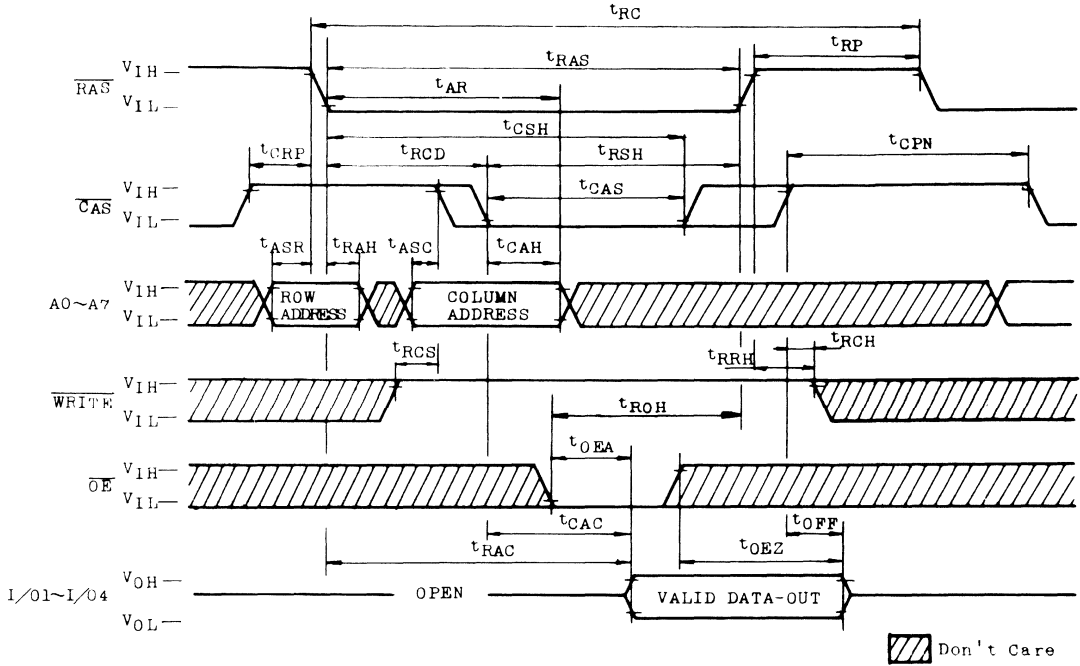 tRC
tRP
RAS VIH
VIL
tRAS
tAR
tCSH
tCRP tRCD tRSH tCPN
CAS VIH
VIL
tCAS
tASR tRAH tASC tCAH
A0~A7 VIH
VIL
ROW ADDRESS
COLUMN ADDRESS
tRCS tRRH tRCH
WRITE VIH
VIL
tROH
tOEA
OE VIH
VIL
tCAC tOFF
tRAC tOEZ
I/O1~I/O4 VOH
VOL
OPEN VALID DATA-OUT
Don't Care